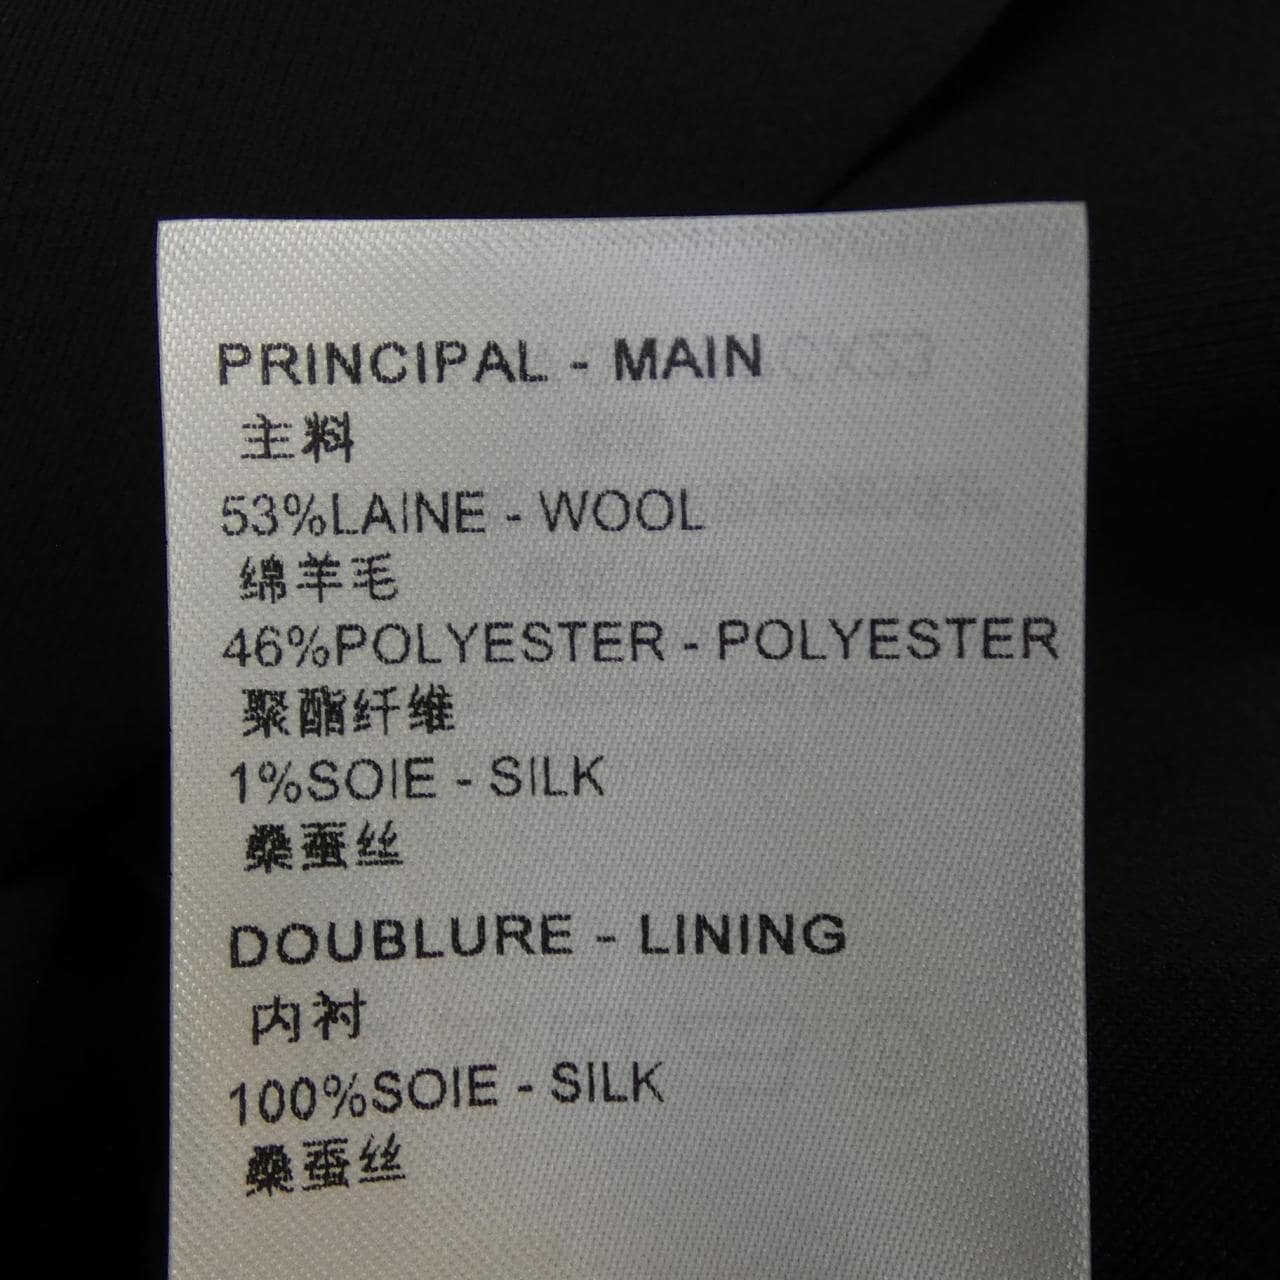 PRINCIPAL - MAIN
主料
53%LAINE - WOOL
绵羊毛
46%POLYESTER - POLYESTER
聚酯纤维
1%SOIE - SILK
桑蚕丝
DOUBLURE - LINING
内衬
100%SOIE - SILK
桑蚕丝